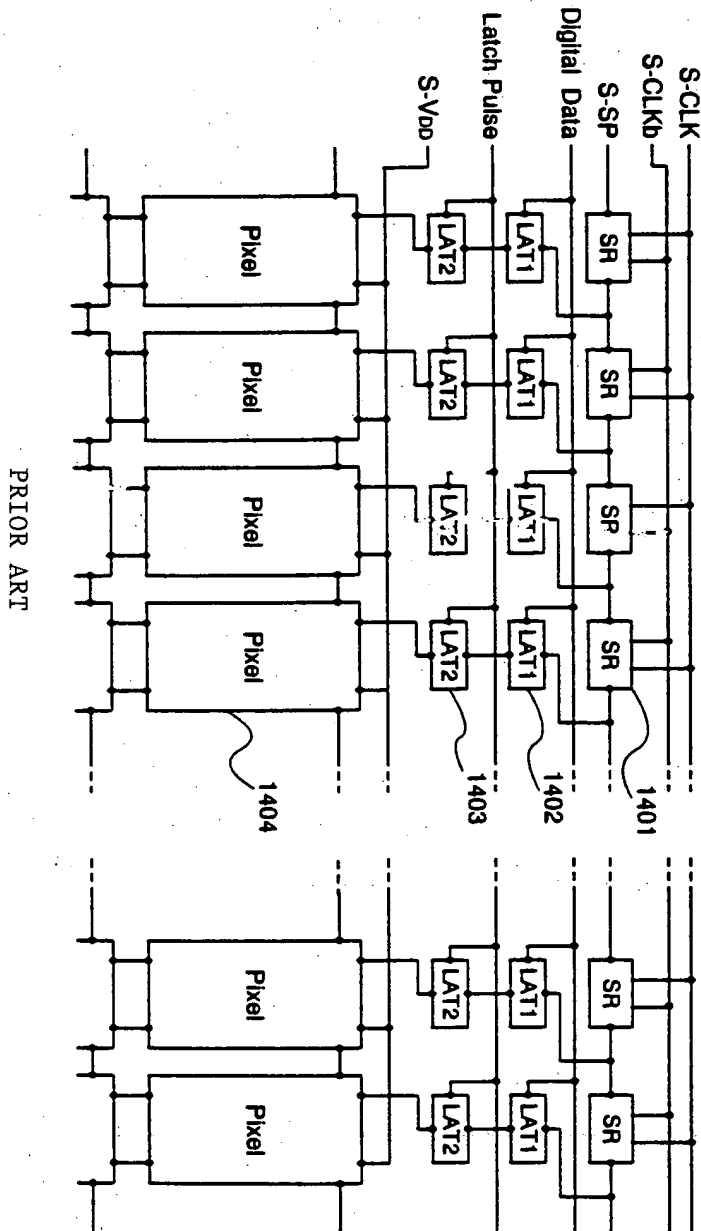 S-CLK
S-CLKb
S-SP SR SR SP SR 1401 SR SR
Digital Data
LAT1 LAT1 LAT1 LAT1 1402 LAT1 LAT1
Latch Pulse
LAT2 LAT2 LAT2 LAT2 1403 LAT2 LAT2
S-VDD
Pixel Pixel Pixel Pixel 1404 Pixel Pixel
PRIOR ART